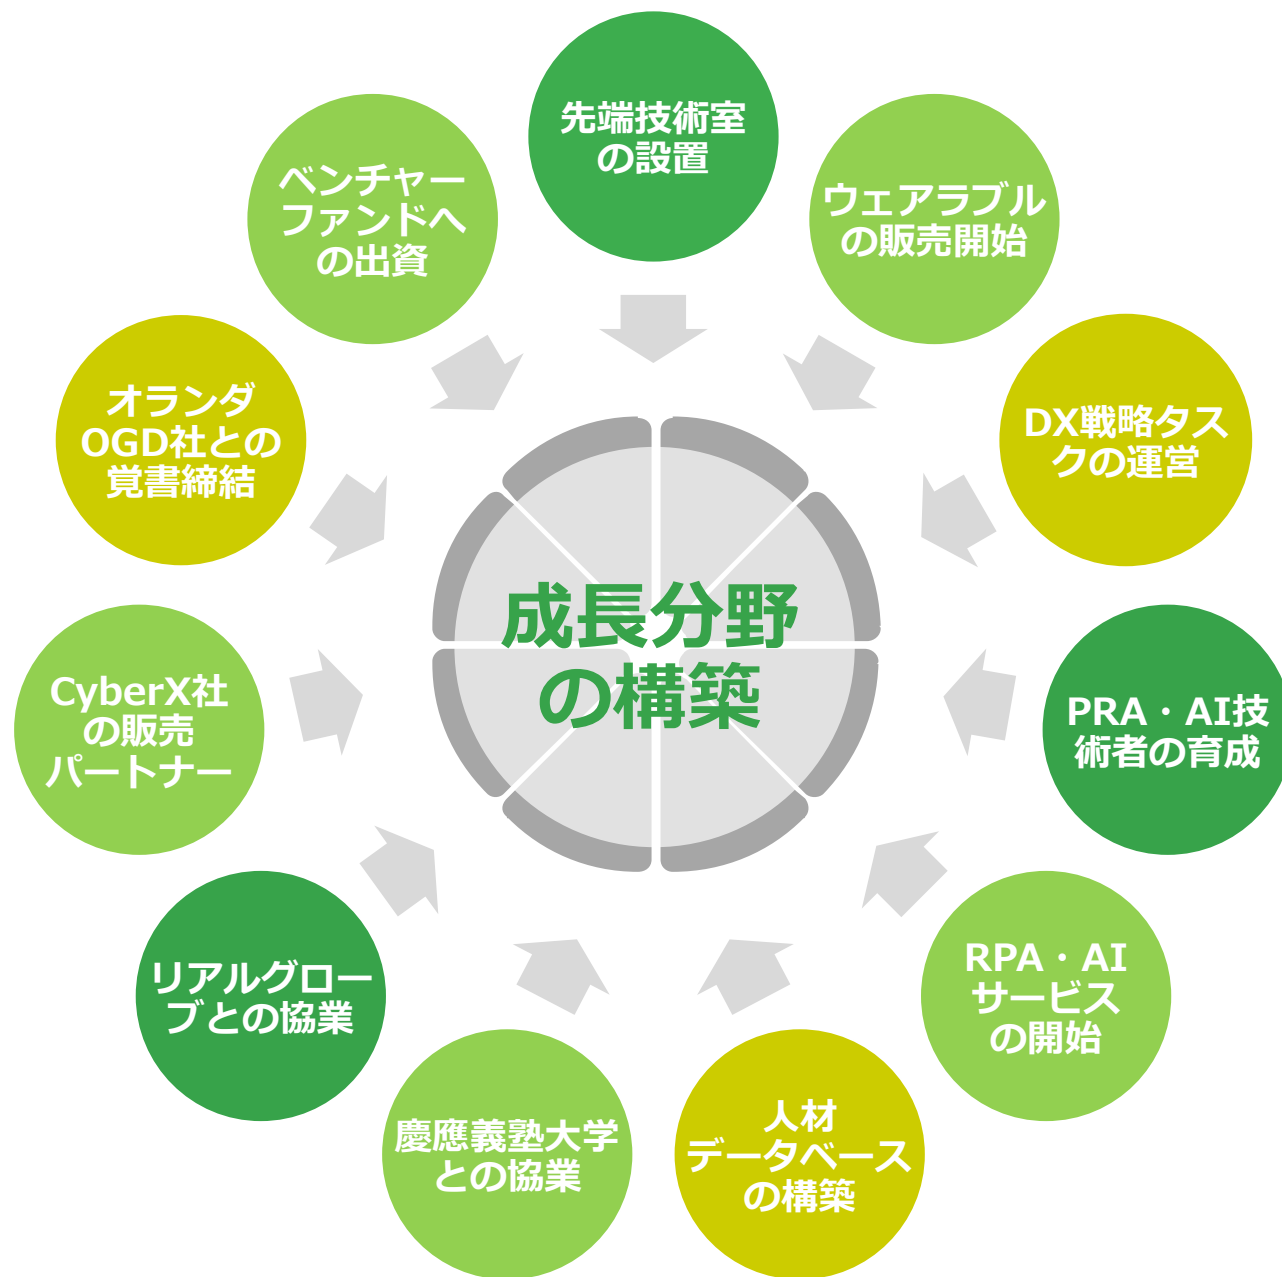 先端技術室
の設置
ウェアラブル
の販売開始
DX戦略タス
クの運営
PRA・AI技
術者の育成
RPA・AI
サービス
の開始
人材
データベース
の構築
慶應義塾大学
との協業
リアルグロー
ブとの協業
CyberX社
の販売
パートナー
オランダ
OGD社との
覚書締結
ベンチャー
ファンドへ
の出資
成長分野
の構築